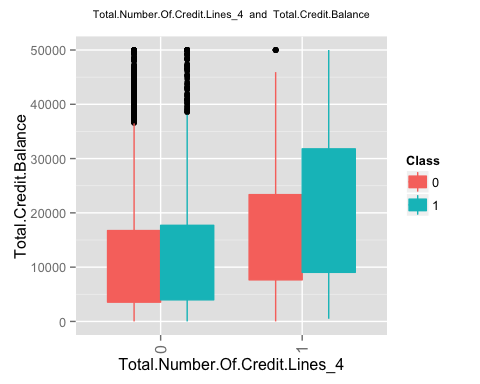 Total.Number.Of.Credit.Lines_4 and Total.Credit.Balance
50000
40000
30000
20000
10000
0
Total.Credit.Balance
0
1
Total.Number.Of.Credit.Lines_4
Class
0
1